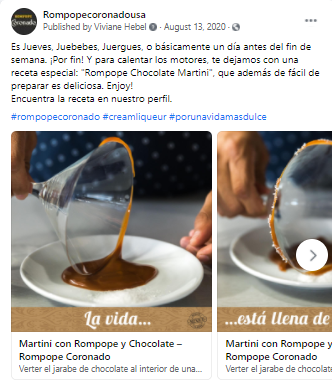 Rompopecoronadousa
Published by Viviane Hebel · August 13, 2020 ·
Es Jueves, Juebebes, Juergues, o básicamente un día antes del fin de
semana. ¡Por fin! Y para calentar los motores, te dejamos con una
receta especial: "Rompope Chocolate Martini", que además de fácil de
preparar es deliciosa. Enjoy!
Encuentra la receta en nuestro perfil.
#rompopecoronado #creamliqueur #porunavidamasdulce
La vida...
...está llena de
Martini con Rompope y Chocolate –
Rompope Coronado
Verter el jarabe de chocolate al interior de una...
Martini con Rompope y
Rompope Coronado
Verter el jarabe de chocolate